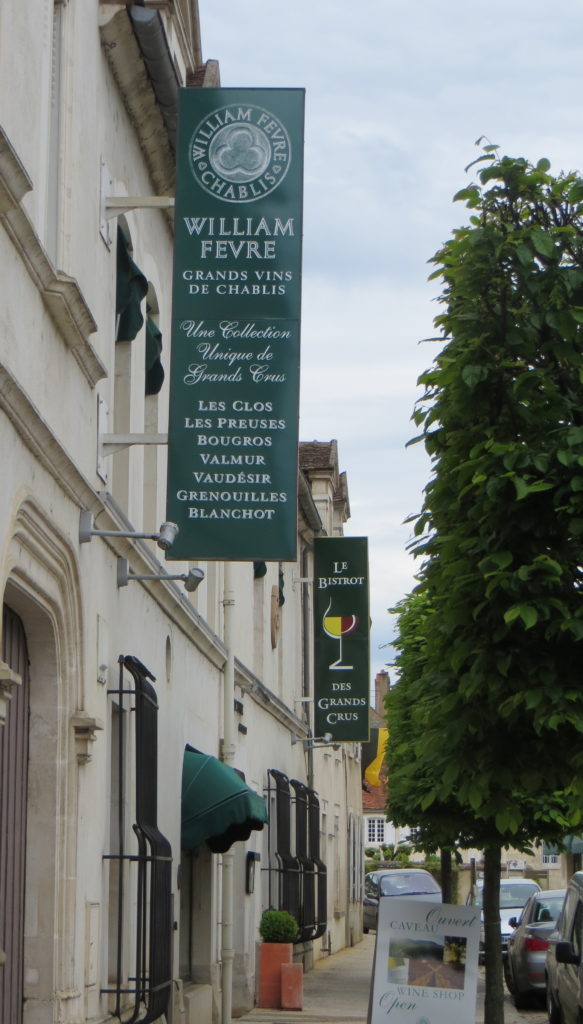 WILLIAM FEVRE
CHABLIS
WILLIAM
FEVRE
GRANDS VINS
DE CHABLIS
Une Collection
Unique de
Grands Crus
LES CLOS
LES PREUSES
BOUGROS
VALMUR
VAUDÉSIR
GRENOUILLES
BLANCHOT
LE
BISTROT
DES
GRANDS
CRUS
Ouvert
CAVEAU
WINE SHOP
Open